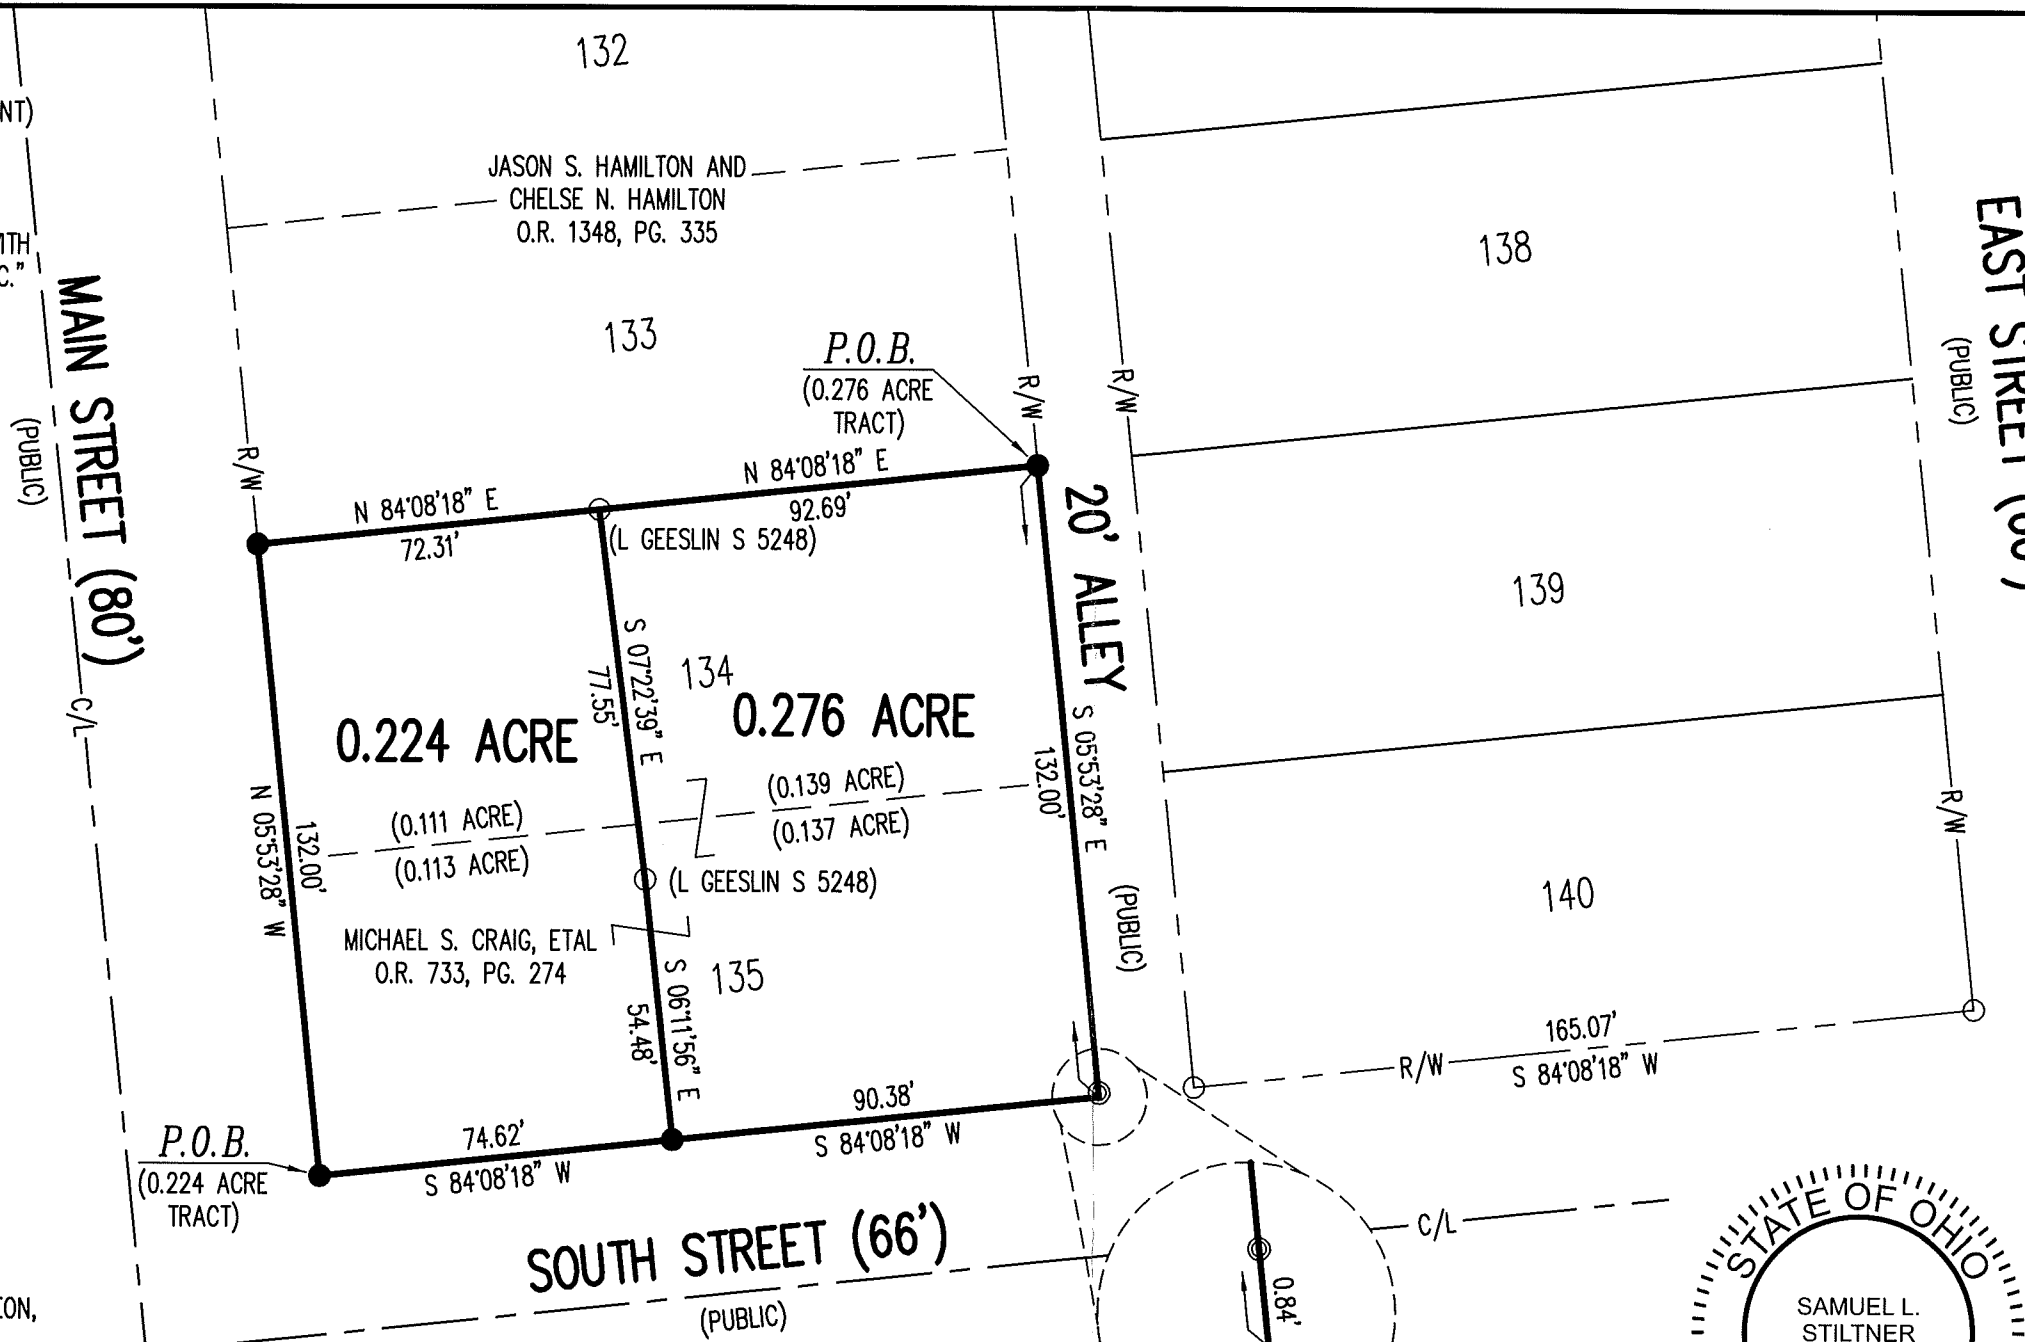 132
NT)
JASON S. HAMILTON AND
CHELSE N. HAMILTON
O.R. 1348, PG. 335
138
133
MAIN STREET (80')
(PUBLIC)
EAST STREET
(PUBLIC)
P.O.B.
(0.276 ACRE
TRACT)
R/W
R/W
R/W
N 84°08'18" E
92.69'
N 84°08'18" E
72.31'
(L GEESLIN S 5248)
20' ALLEY
(PUBLIC)
139
S 07°22'39" E
77.55'
134
0.224 ACRE
0.276 ACRE
C/L
S 05°53'28" E
132.00'
N 05°53'28" W
132.00'
(0.139 ACRE)
(0.137 ACRE)
(0.111 ACRE)
(0.113 ACRE)
R/W
(L GEESLIN S 5248)
140
MICHAEL S. CRAIG, ETAL
O.R. 733, PG. 274
135
S 06°11'56" E
54.48'
165.07'
R/W
S 84°08'18" W
90.38'
S 84°08'18" W
74.62'
S 84°08'18" W
P.O.B.
(0.224 ACRE
TRACT)
SOUTH STREET (66')
(PUBLIC)
C/L
0.84'
STATE OF OHIO
SAMUEL L.
STILTNER